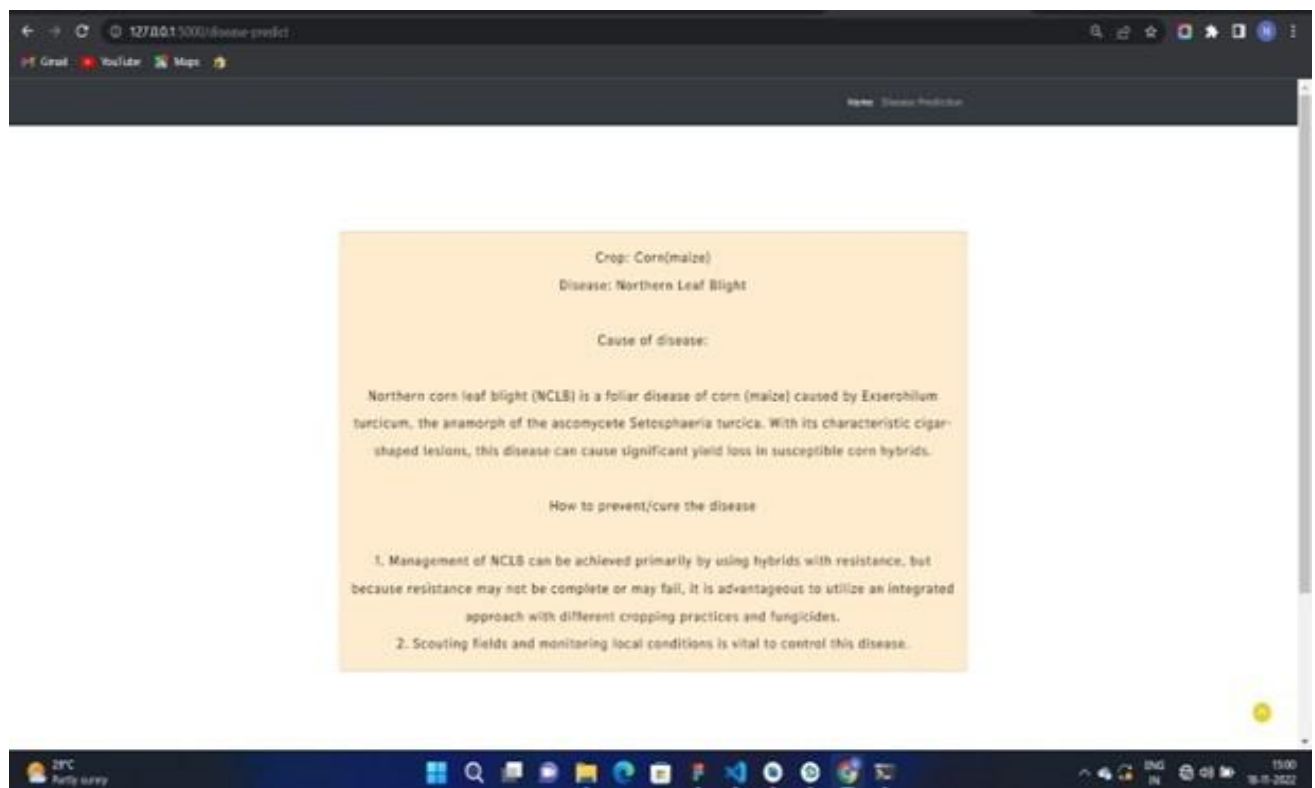 127.0.0.1:5000/disease-predict
Gmail YouTube Maps
Home Disease Prediction
Crop: Corn(maize)
Disease: Northern Leaf Blight
Cause of disease:
Northern corn leaf blight (NCLB) is a foliar disease of corn (maize) caused by Exserohilum
turcicum, the anamorph of the ascomycete Setosphaeria turcica. With its characteristic cigar-
shaped lesions, this disease can cause significant yield loss in susceptible corn hybrids.
How to prevent/cure the disease
1. Management of NCLB can be achieved primarily by using hybrids with resistance, but
because resistance may not be complete or may fail, it is advantageous to utilize an integrated
approach with different cropping practices and fungicides.
2. Scouting fields and monitoring local conditions is vital to control this disease.
Partly sunny
ENG
IN
15:00